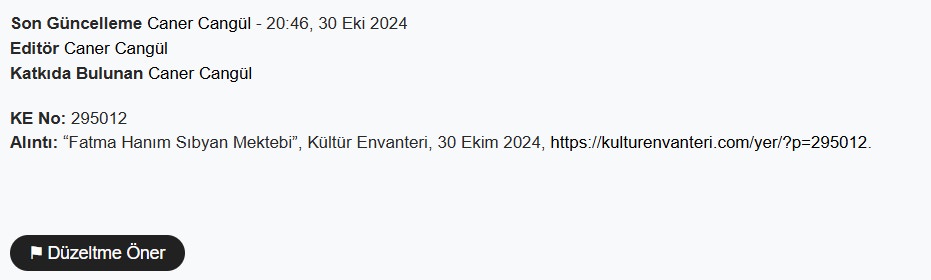 Son Güncelleme Caner Cangül - 20:46, 30 Eki 2024
Editör Caner Cangül
Katkıda Bulunan Caner Cangül
KE No: 295012
Alıntı: “Fatma Hanım Sıbyan Mektebi”, Kültür Envanteri, 30 Ekim 2024, https://kulturenvanteri.com/yer/?p=295012.
Düzeltme Öner